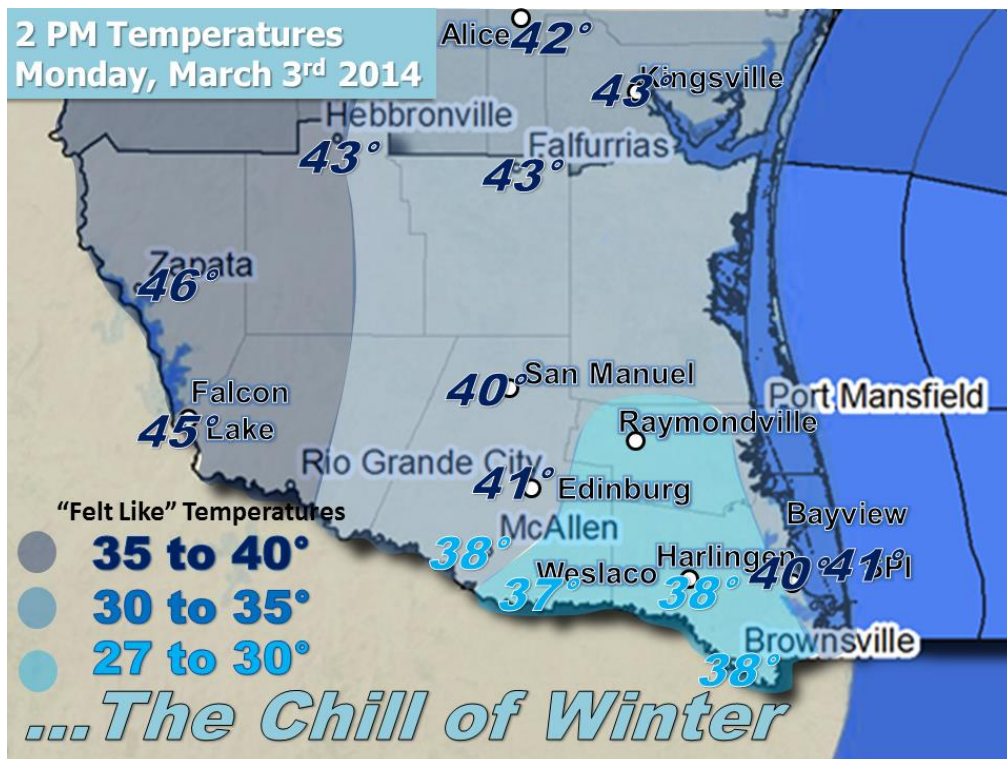 2 PM Temperatures
Monday, March 3rd 2014
Alice 42°
Kingsville
43°
Hebbronville
43°
Falfurrias
43°
Zapata
46°
San Manuel
40°
Falcon
Lake
45°
Port Mansfield
Raymondville
Rio Grande City
41°
Edinburg
McAllen
38°
Bayview
Harlingen
Weslaco
37°
38°
40°
41°
SPI
Brownsville
38°
“Felt Like” Temperatures
35 to 40°
30 to 35°
27 to 30°
...The Chill of Winter